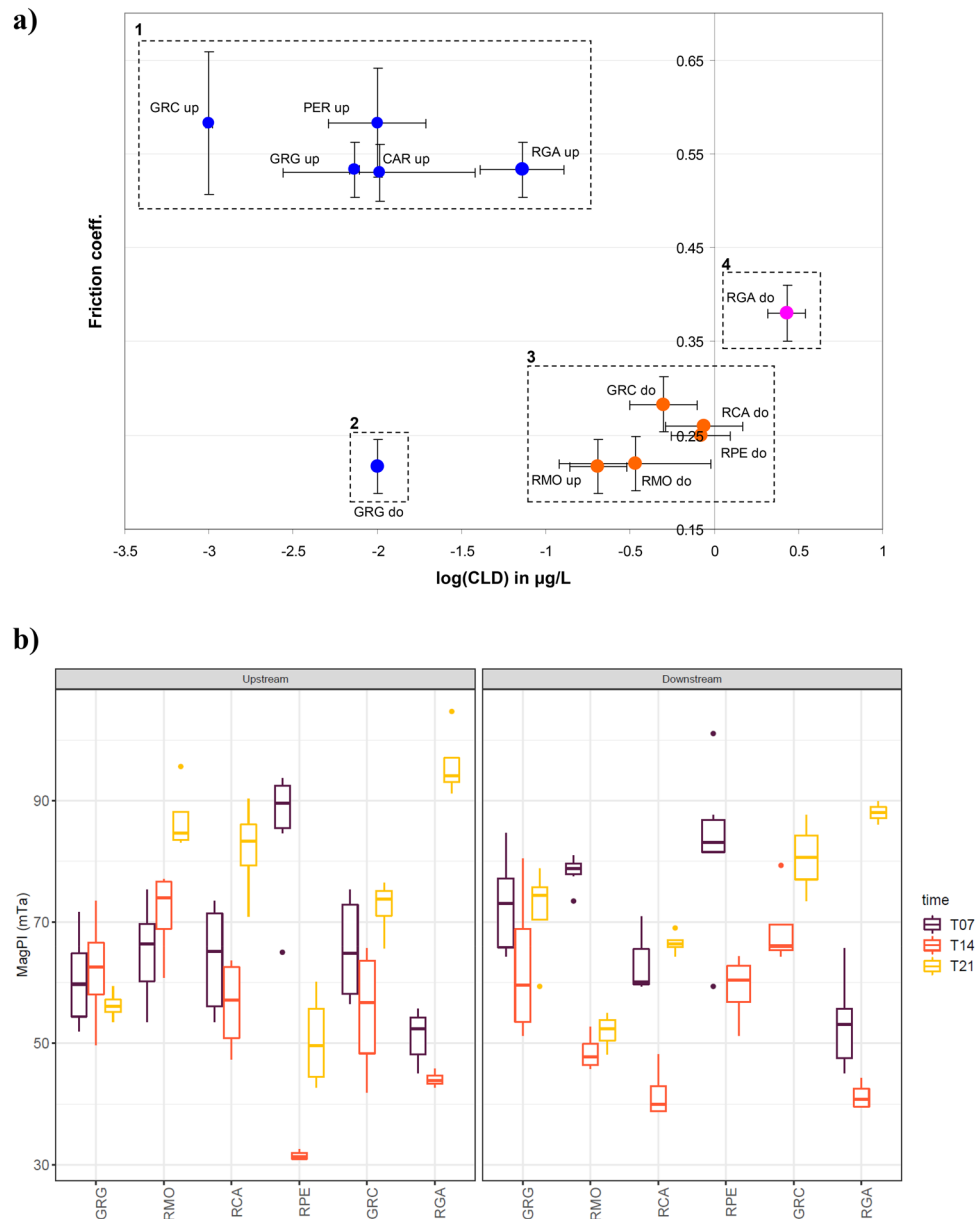 a)
1
0.65
GRC up
PER up
GRG up
CAR up
RGA up
0.55
Friction coeff.
0.45
4
RGA do
0.35
3
GRC do
RCA do
0.25
RPE do
2
RMO up
RMO do
GRG do
0.15
-3.5
-3
-2.5
-2
-1.5
-1
-0.5
0
0.5
1
log(CLD) in µg/L
b)
Upstream
Downstream
MagPI (mTa)
90
70
50
30
time
T07
T14
T21
GRG
RMO
RCA
RPE
GRC
RGA
GRG
RMO
RCA
RPE
GRC
RGA